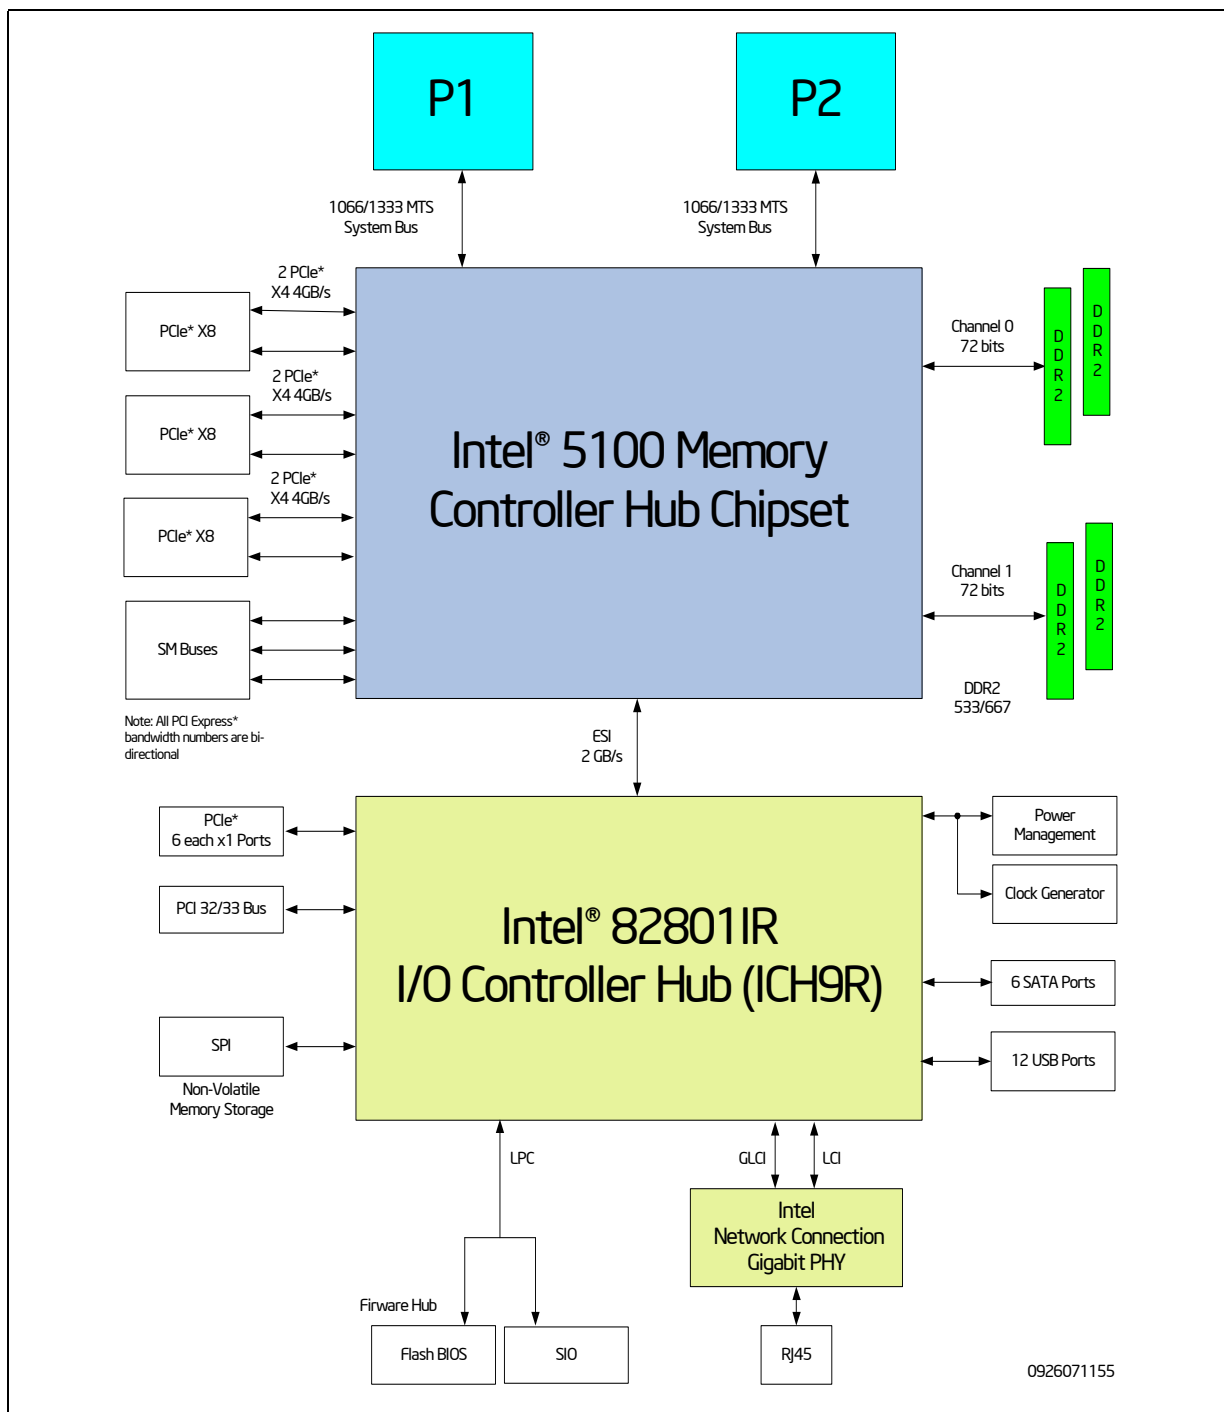 P1
P2
1066/1333 MTS
System Bus
1066/1333 MTS
System Bus
2 PCIe*
X4 4GB/s
PCIe* X8
2 PCIe*
X4 4GB/s
PCIe* X8
2 PCIe*
X4 4GB/s
PCIe* X8
SM Buses
Note: All PCI Express*
bandwidth numbers are bi-
directional
Intel® 5100 Memory
Controller Hub Chipset
Channel 0
72 bits
DDR2
DDR2
Channel 1
72 bits
DDR2
DDR2
DDR2
533/667
ESI
2 GB/s
PCIe*
6 each x1 Ports
PCI 32/33 Bus
SPI
Non-Volatile
Memory Storage
Intel® 82801IR
I/O Controller Hub (ICH9R)
Power
Management
Clock Generator
6 SATA Ports
12 USB Ports
LPC
GLCI
LCI
Intel
Network Connection
Gigabit PHY
Firware Hub
Flash BIOS
SIO
RJ45
0926071155